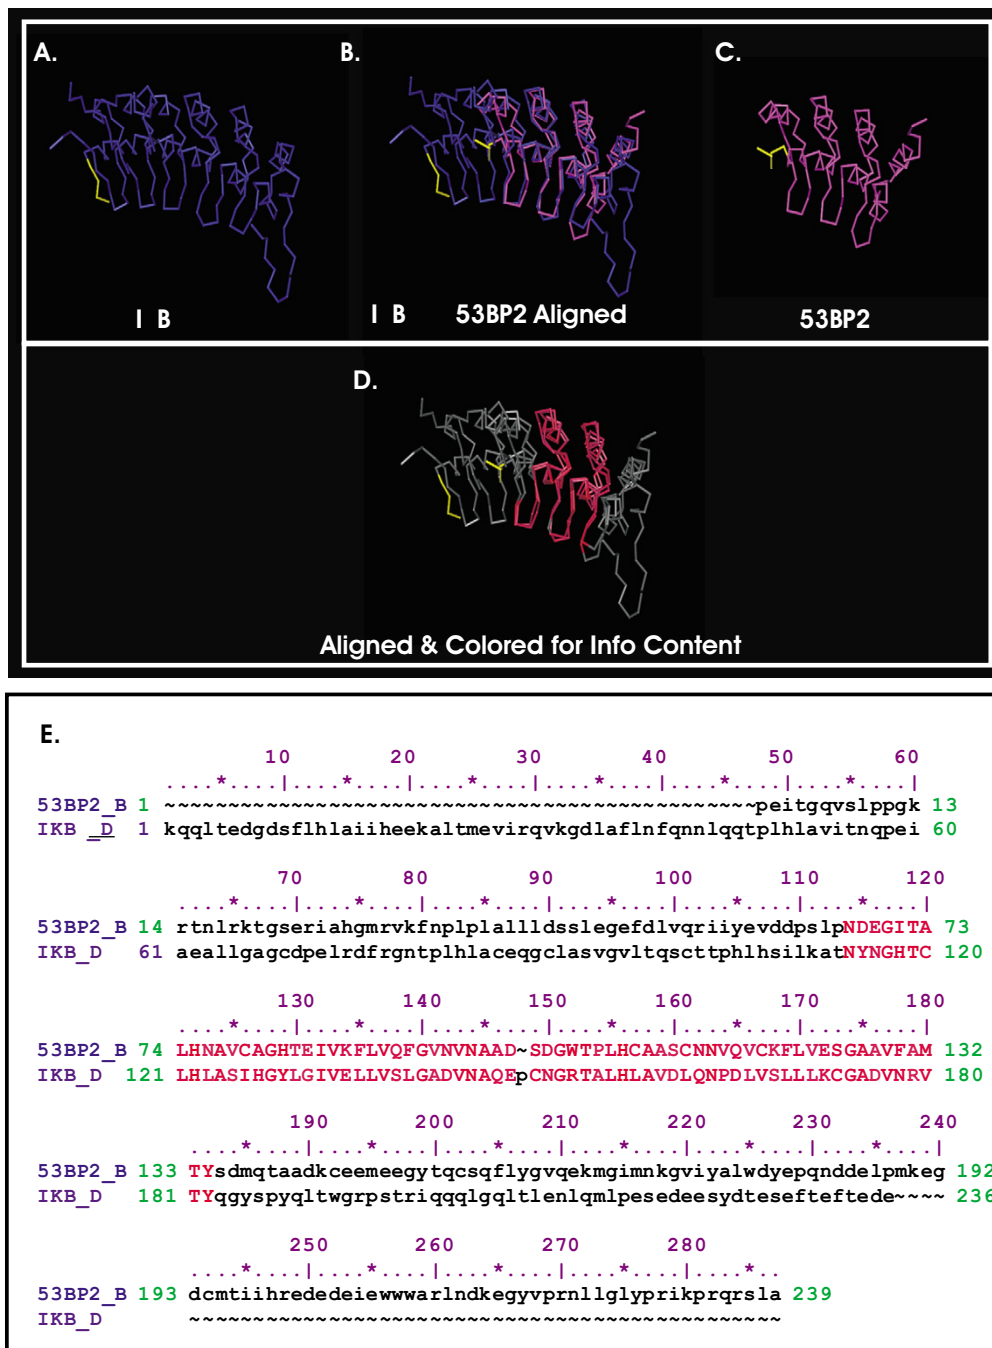 A.
B.
C.
I B
I B
53BP2 Aligned
53BP2
D.
Aligned & Colored for Info Content
E.
10 20 30 40 50 60
....*....|....*....|....*....|....*....|....*....|....*....|
53BP2_B 1 ~~~~~~~~~~~~~~~~~~~~~~~~~~~~~~~~~~~~~~~~~~~~~~~peitgqvslppgk 13
IKB _D 1 kqqltedgdsflhlaiiheekaltmevirqvkgdlaflnfqnnlqqtplhlavitnqpei 60
70 80 90 100 110 120
....*....|....*....|....*....|....*....|....*....|....*....|
53BP2_B 14 rtnlrktgseriahgmrvkfnplplallldsslegefdlvqriiyevddpslpNDEGITA 73
IKB_D 61 aeallgagcdpelrdfrgntplhlaceqgclasvgvltqscttphlhsilkatNYNGHTC 120
130 140 150 160 170 180
....*....|....*....|....*....|....*....|....*....|....*....|
53BP2_B 74 LHNAVCAGHTEIVKFLVQFGVNVNAAD~SDGWTPLHCAASCNNVQVCKFLVESGAAVFAM 132
IKB_D 121 LHLASIHGYLGIVELLVSLGADVNAQEpCNGRTALHLAVDLQNPDLVSLLLKCGADVNRV 180
190 200 210 220 230 240
....*....|....*....|....*....|....*....|....*....|....*....|
53BP2_B 133 TYsdmqtaadkceemeegytqcsqflygvqekmgimnkgviyalwdyepqnddelpmkeg 192
IKB_D 181 TYqgyspyqltwgrpstriqqqlgqltlenlqmlpesedeesydtesefteftede~~~~ 236
250 260 270 280
....*....|....*....|....*....|....*....|....*..
53BP2_B 193 dcmtiihrededeiewwwarlndkegyvprnllglyprikprqrsla 239
IKB_D ~~~~~~~~~~~~~~~~~~~~~~~~~~~~~~~~~~~~~~~~~~~~~~~